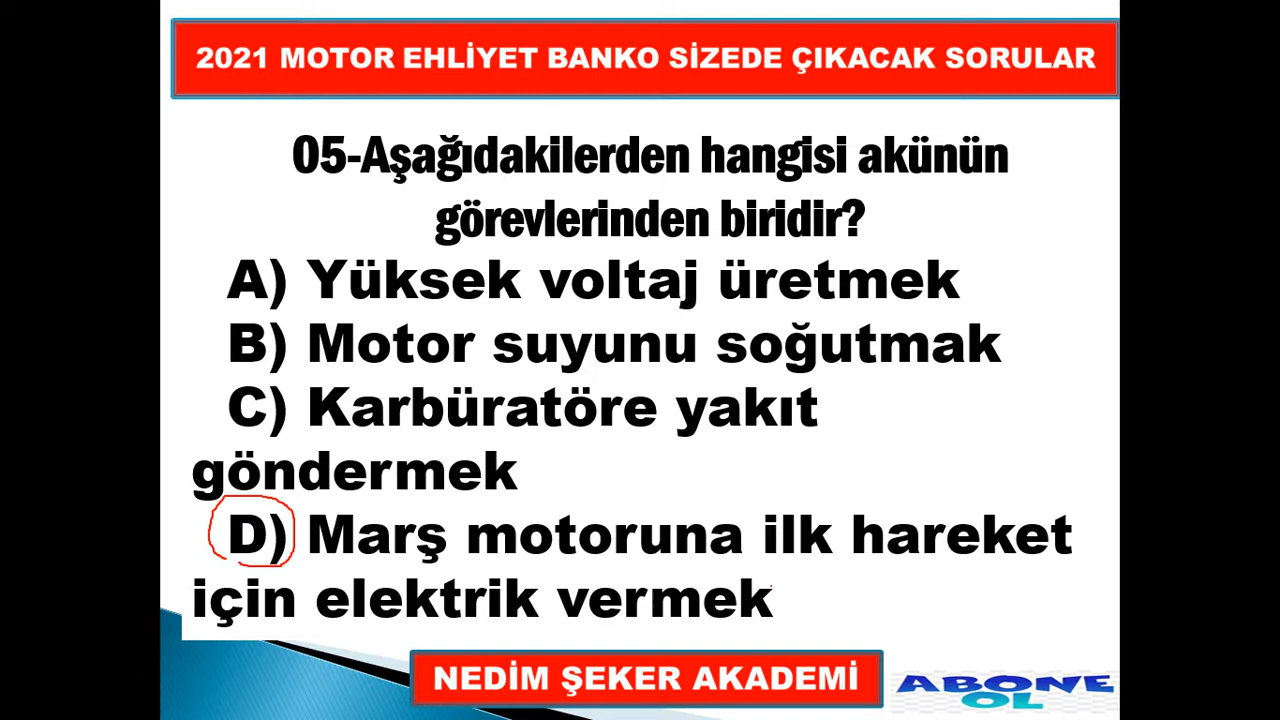 2021 MOTOR EHLİYET BANKO SİZEDE ÇIKACAK SORULAR
05-Aşağıdakilerden hangisi akünün
görevlerinden biridir?
A) Yüksek voltaj üretmek
B) Motor suyunu soğutmak
C) Karbüratöre yakıt
göndermek
D) Marş motoruna ilk hareket
için elektrik vermek
NEDİM ŞEKER AKADEMİ
ABONE
OL